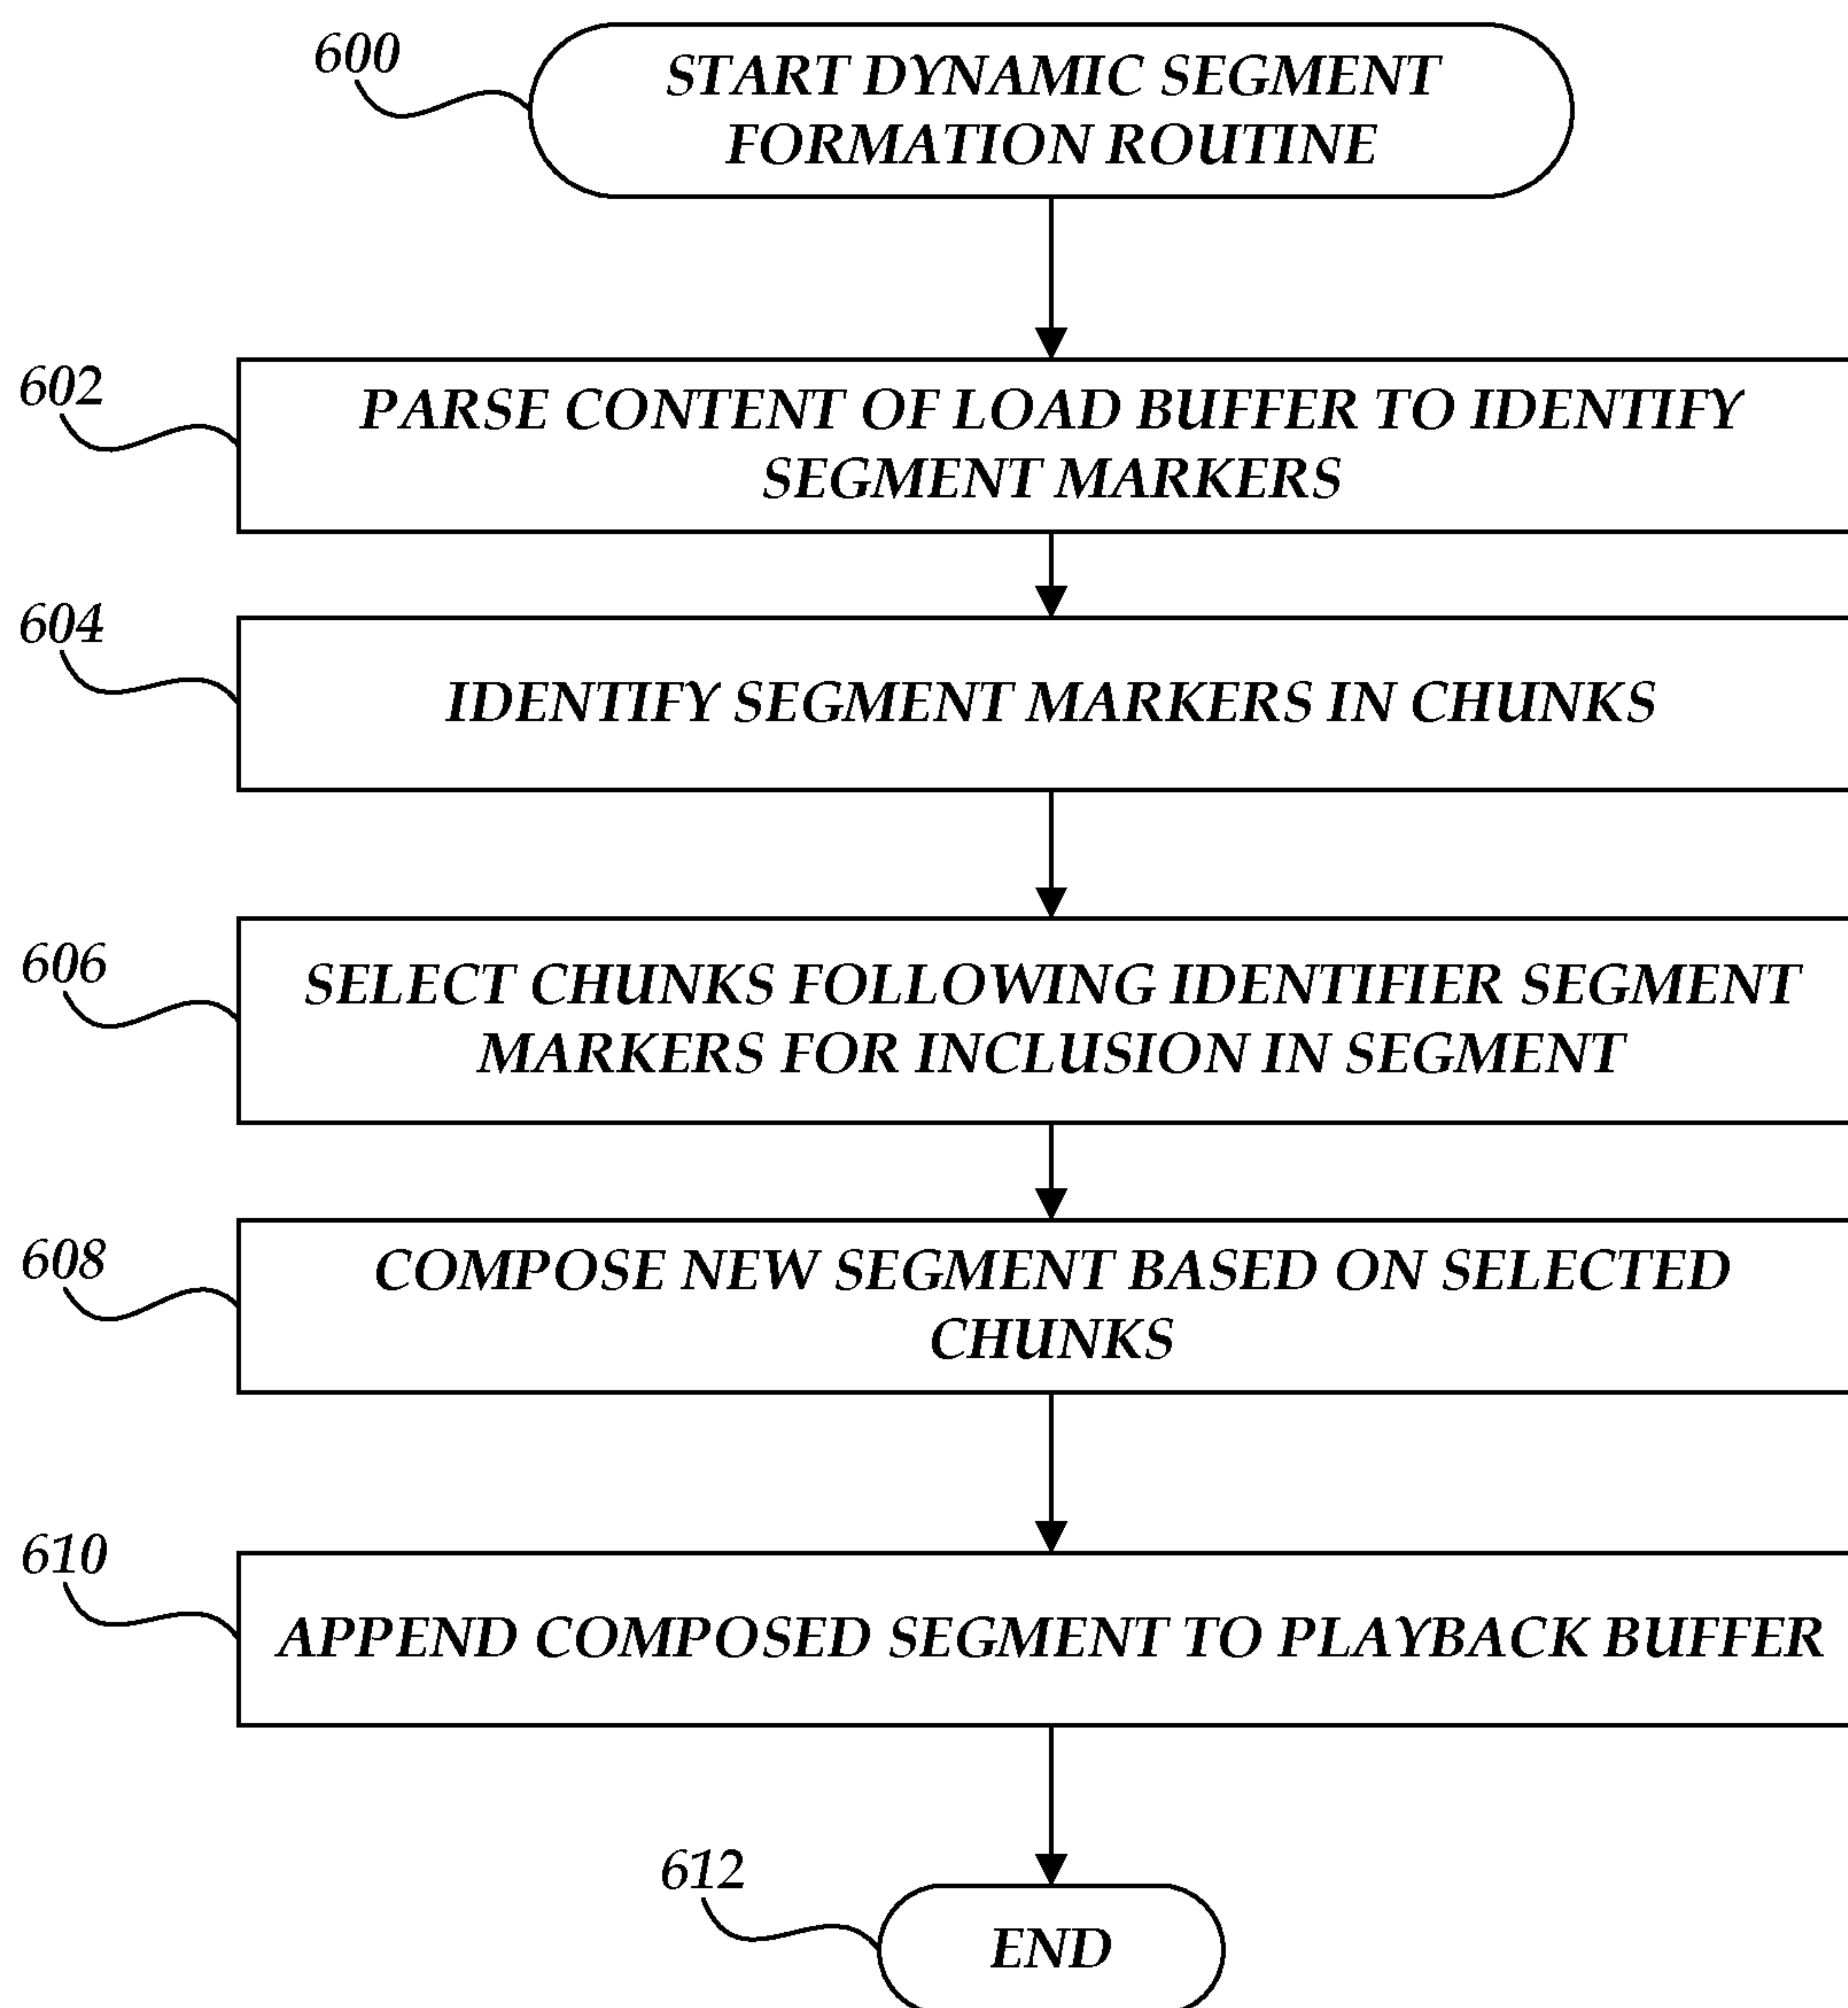 600
START DYNAMIC SEGMENT
FORMATION ROUTINE
602
PARSE CONTENT OF LOAD BUFFER TO IDENTIFY
SEGMENT MARKERS
604
IDENTIFY SEGMENT MARKERS IN CHUNKS
606
SELECT CHUNKS FOLLOWING IDENTIFIER SEGMENT
MARKERS FOR INCLUSION IN SEGMENT
608
COMPOSE NEW SEGMENT BASED ON SELECTED
CHUNKS
610
APPEND COMPOSED SEGMENT TO PLAYBACK BUFFER
612
END